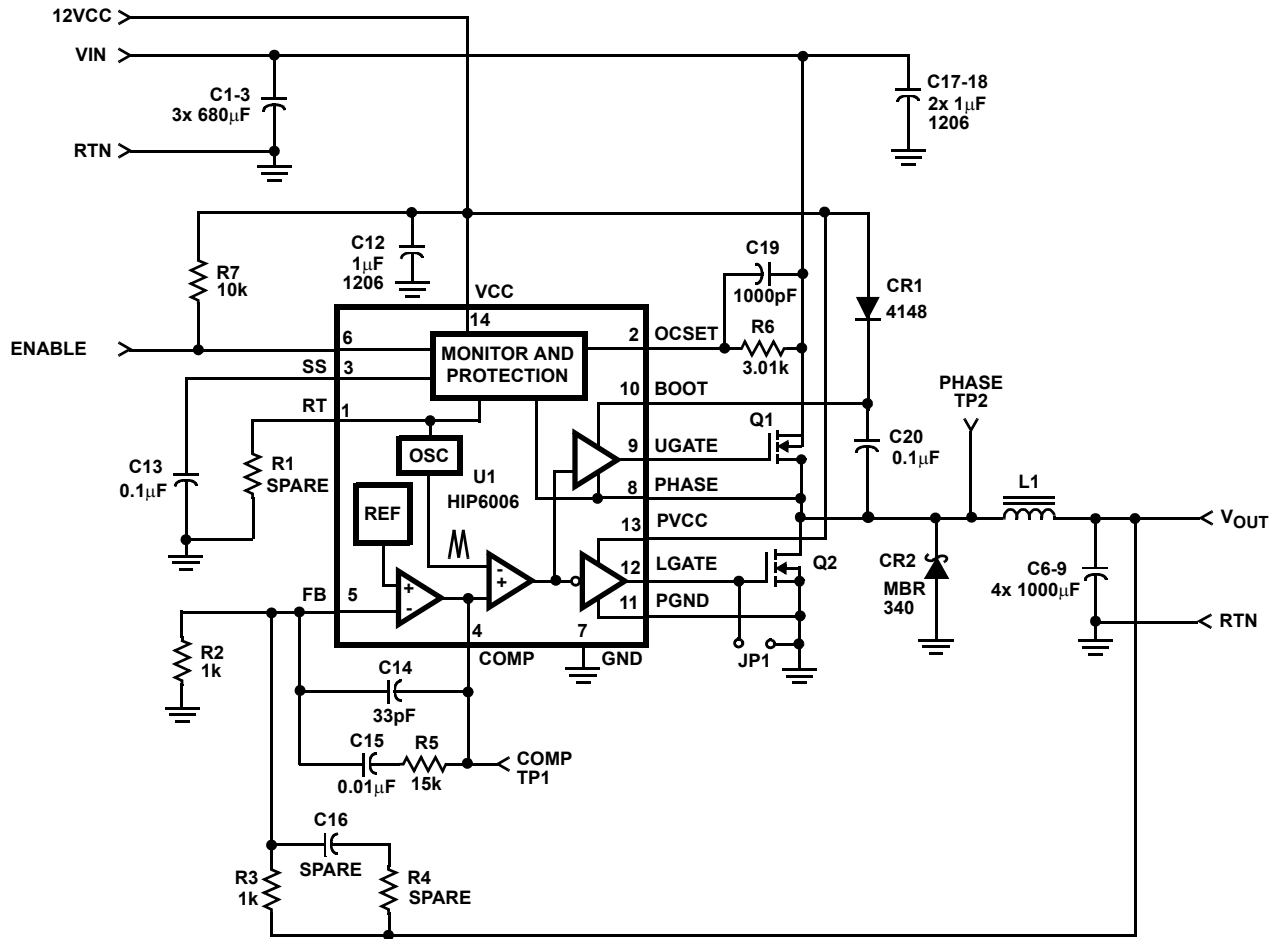 12VCC
VIN
C1-3
3x 680μF
RTN
C17-18
2x 1μF
1206
R7
10k
C12
1μF
1206
VCC
14
C19
1000pF
CR1
4148
ENABLE
6
MONITOR AND
PROTECTION
2
OCSET
R6
3.01k
SS
3
RT
1
10
BOOT
PHASE
TP2
C13
0.1μF
R1
SPARE
OSC
U1
HIP6006
REF
9
UGATE
Q1
C20
0.1μF
8
PHASE
13
PVCC
L1
VOUT
+
-
-
+
12
LGATE
Q2
CR2
MBR
340
C6-9
4x 1000μF
FB
5
11
PGND
RTN
4
COMP
7
GND
JP1
R2
1k
C14
33pF
C15
0.01μF
R5
15k
COMP
TP1
C16
SPARE
R3
1k
R4
SPARE